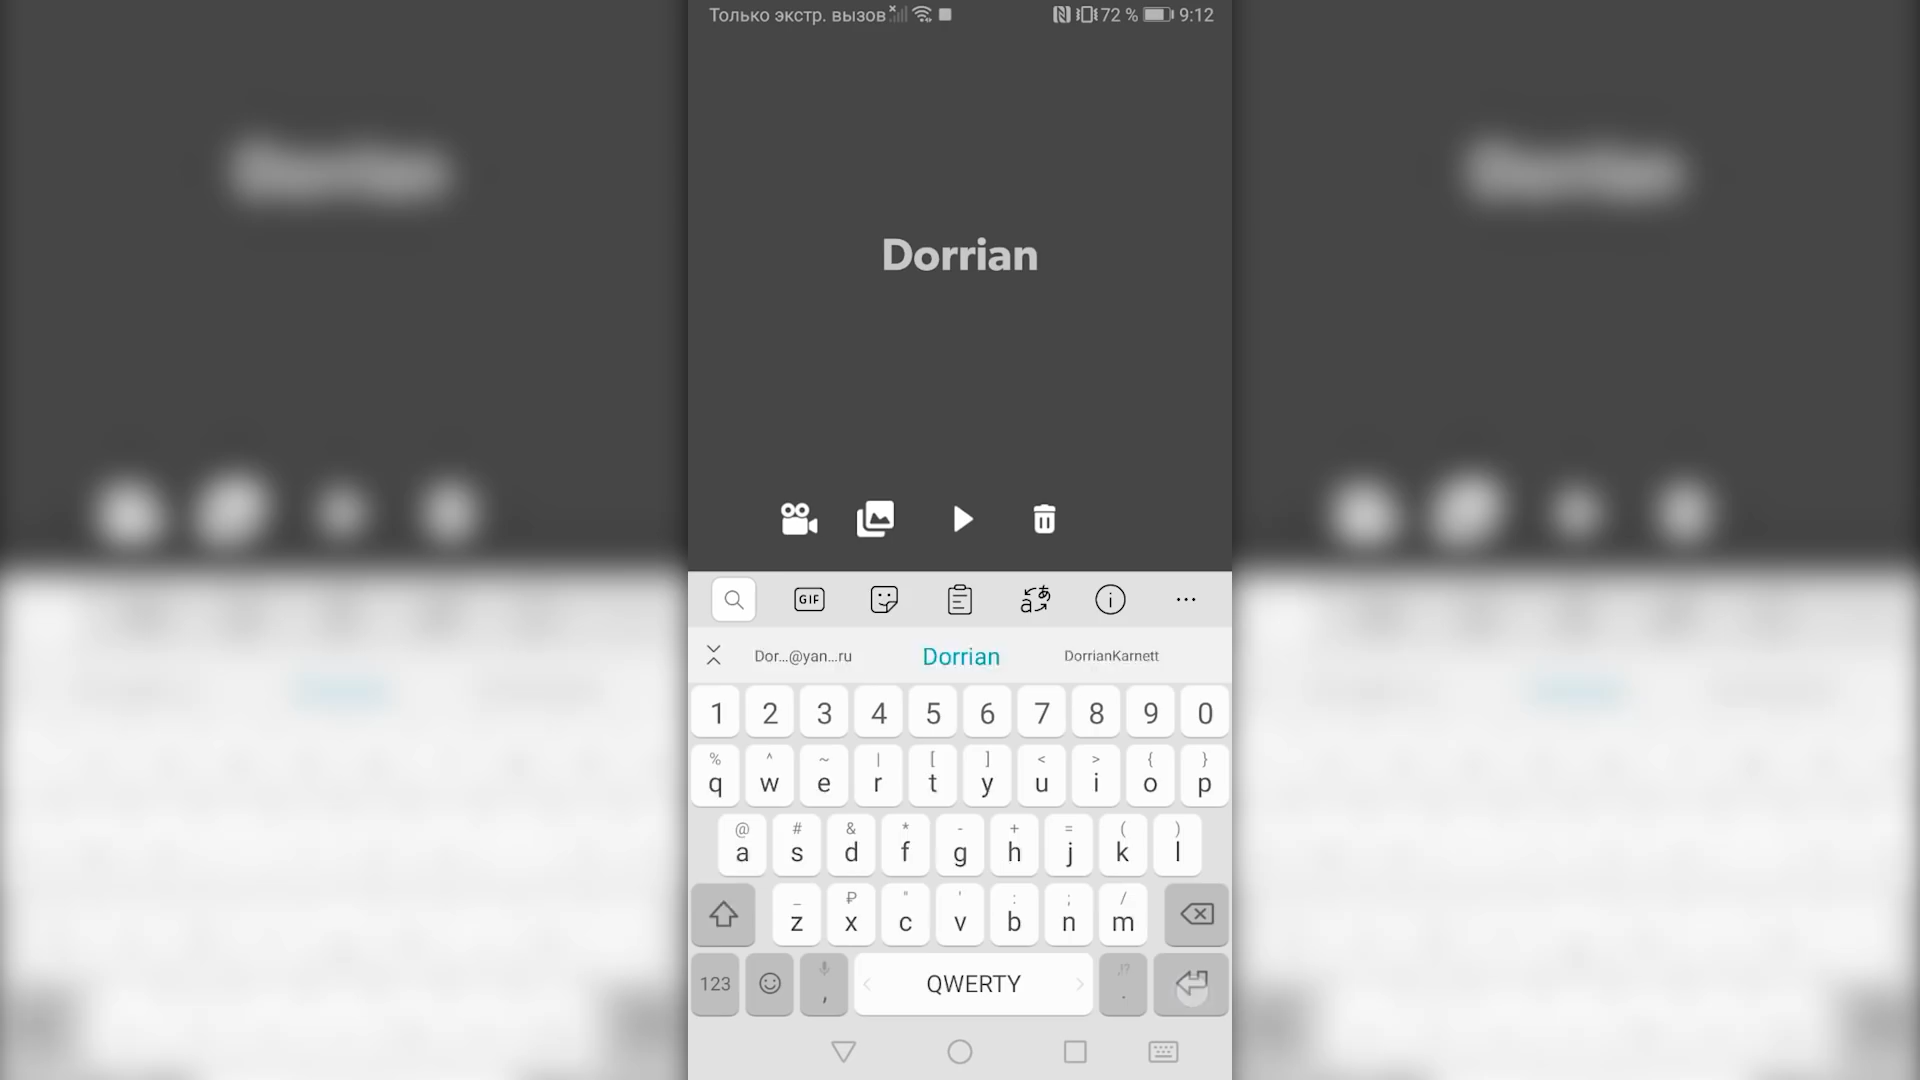 Только экстр. вызов 72 % 9:12
Dorrian
GIF
Dor...@yan...ru Dorrian DorrianKarnett
1 2 3 4 5 6 7 8 9 0
% ^ ~ | [ ] < > { }
q w e r t y u i o p
@ # & * - + = ( )
a s d f g h j k l
_ ₽ " ' : ; /
z x c v b n m
123 , QWERTY !? .